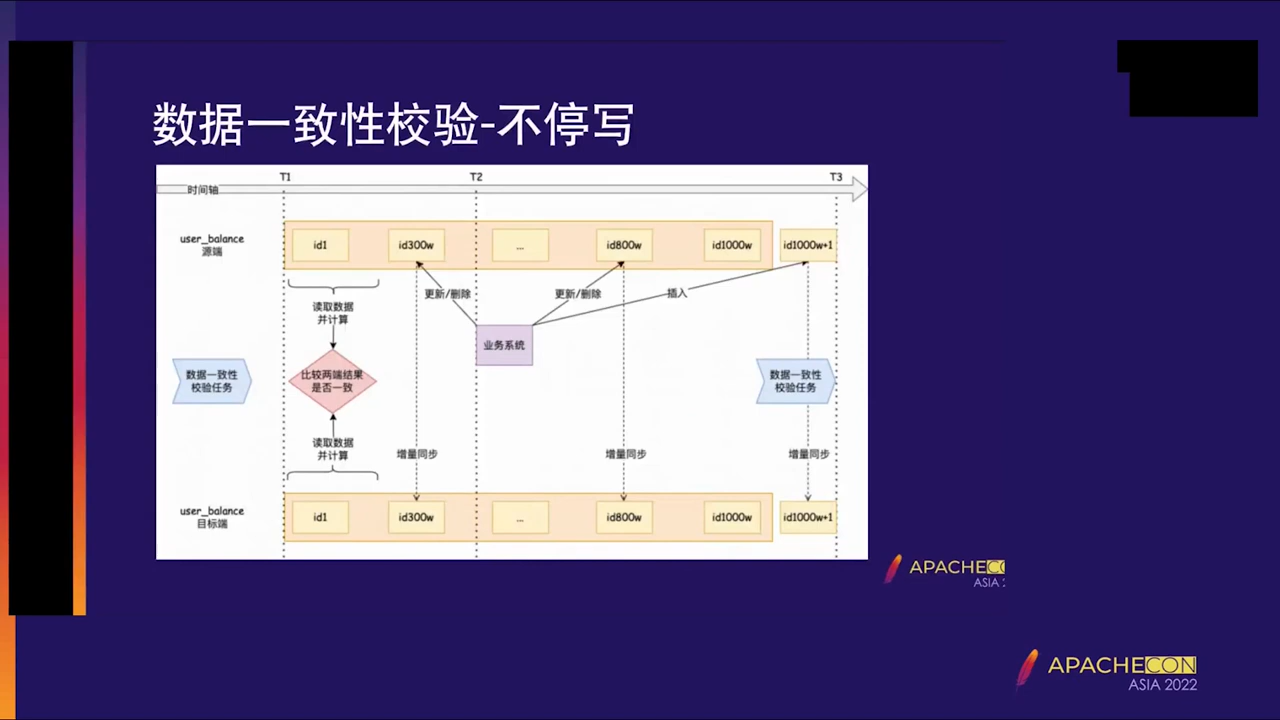 数据一致性校验-不停写
T1
T2
T3
时间轴
user_balance
源端
id1
id300w
...
id800w
id1000w
id1000w+1
更新/删除
更新/删除
插入
读取数据
并计算
业务系统
数据一致性
校验任务
比较两端结果
是否一致
数据一致性
校验任务
读取数据
并计算
增量同步
增量同步
增量同步
user_balance
目标端
id1
id300w
...
id800w
id1000w
id1000w+1
APACHECO
ASIA
APACHECON
ASIA 2022